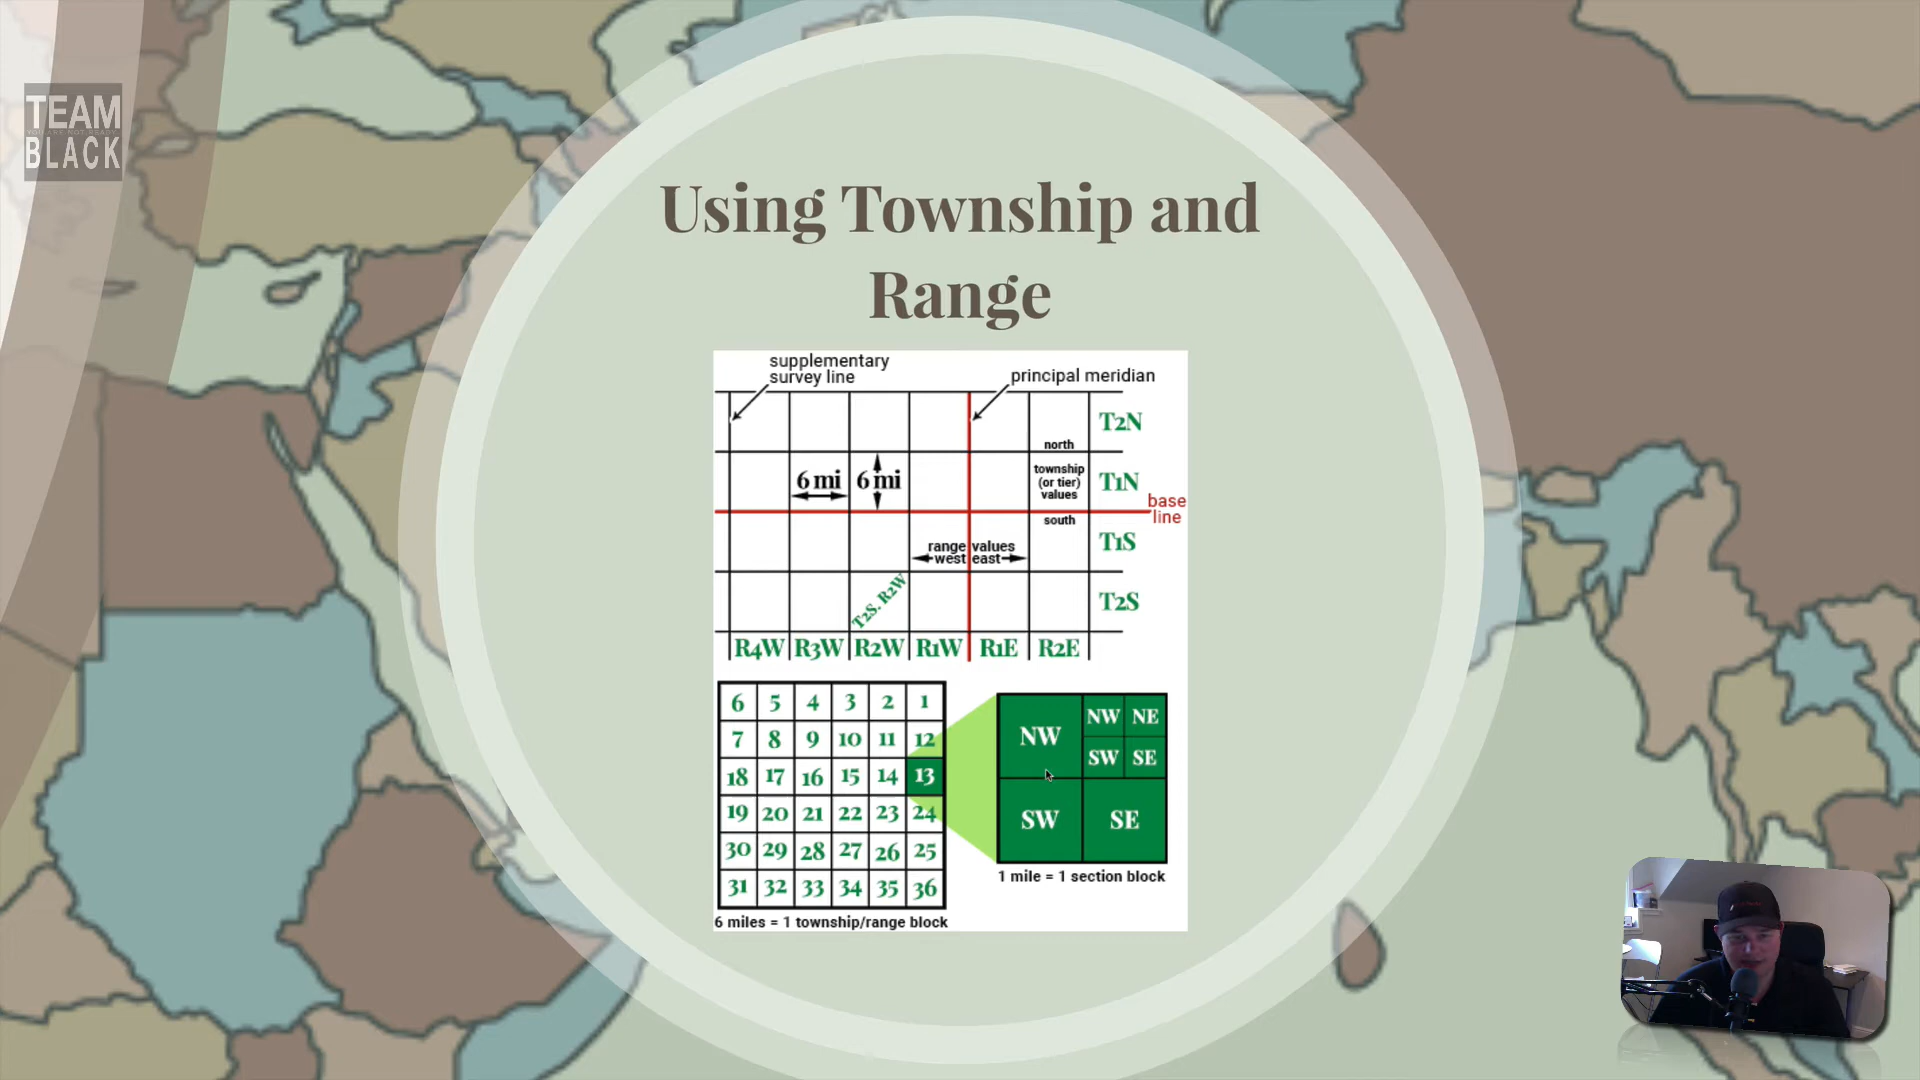 TEAM
YOU ARE NOT READY
BLACK
Using Township and
Range
supplementary
survey line
principal meridian
T2N
north
6 mi 6 mi
township
(or tier)
values
T1N
base
line
south
range values
west east
T1S
T2S. R2W
T2S
R4W R3W R2W R1W R1E R2E
6 5 4 3 2 1
7 8 9 10 11 12
18 17 16 15 14 13
19 20 21 22 23 24
30 29 28 27 26 25
31 32 33 34 35 36
6 miles = 1 township/range block
NW NW NE
SW SE
SW SE
1 mile = 1 section block